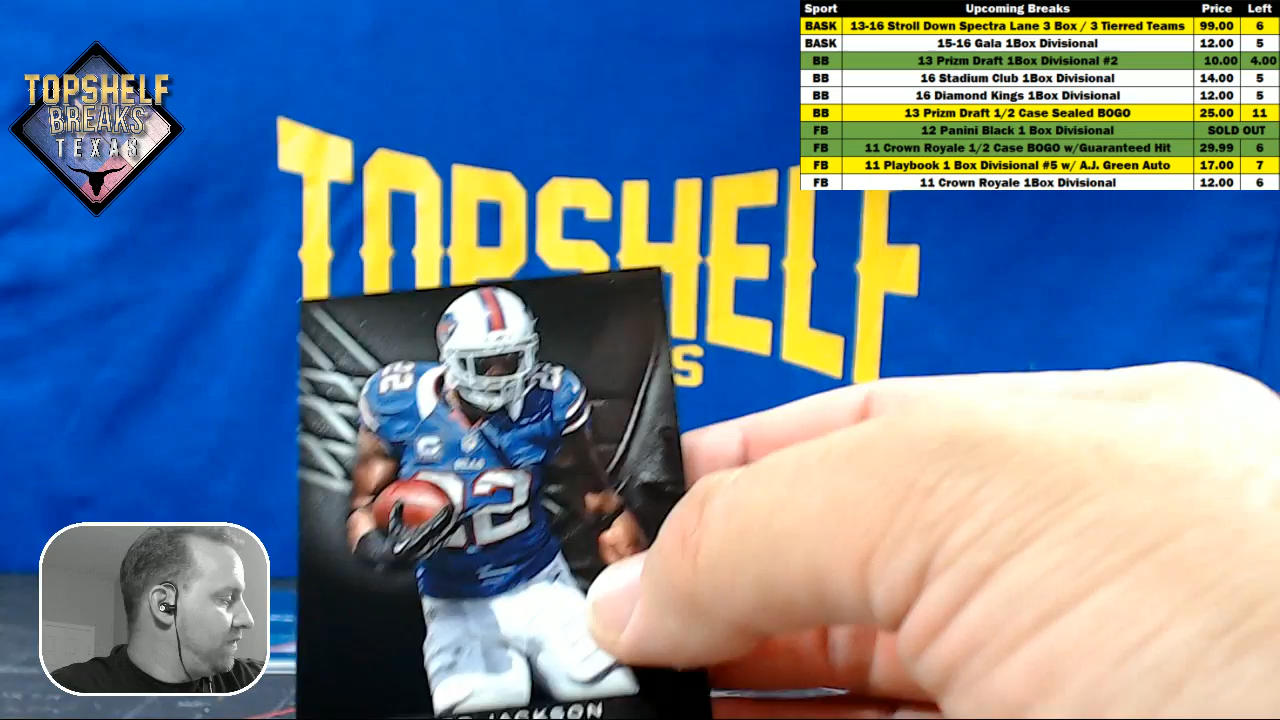 Sport Upcoming Breaks Price Left
BASK 13-16 Stroll Down Spectra Lane 3 Box / 3 Tierred Teams 99.00 6
BASK 15-16 Gala 1Box Divisional 12.00 5
BB 13 Prizm Draft 1Box Divisional #2 10.00 4.00
BB 16 Stadium Club 1Box Divisional 14.00 5
BB 16 Diamond Kings 1Box Divisional 12.00 5
BB 13 Prizm Draft 1/2 Case Sealed BOGO 25.00 11
FB 12 Panini Black 1 Box Divisional SOLD OUT
FB 11 Crown Royale 1/2 Case BOGO w/Guaranteed Hit 29.99 6
FB 11 Playbook 1 Box Divisional #5 w/ A.J. Green Auto 17.00 7
FB 11 Crown Royale 1Box Divisional 12.00 6
TOPSHELF
BREAKS
TEXAS
TOPSHELF
S
22
22
JACKSON